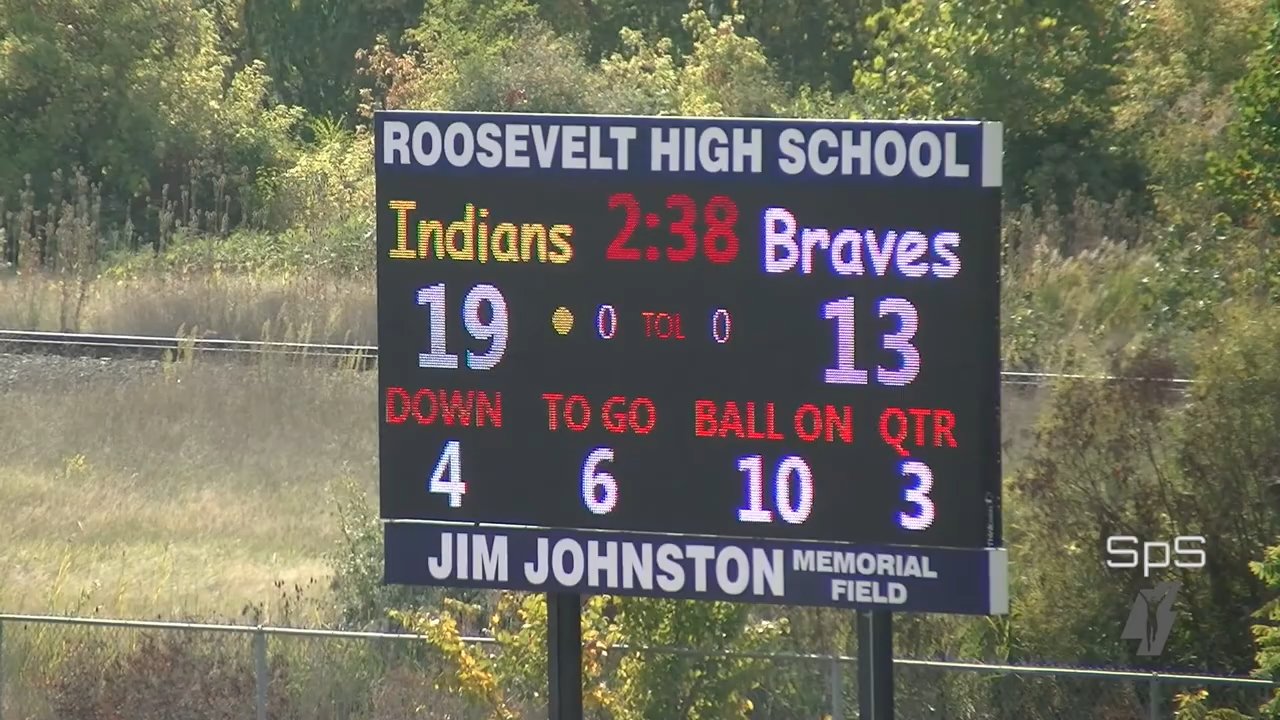 ROOSEVELT HIGH SCHOOL
Indians 2:38 Braves
19 0 TOL 0 13
DOWN TO GO BALL ON QTR
4 6 10 3
JIM JOHNSTON MEMORIAL FIELD
SpS